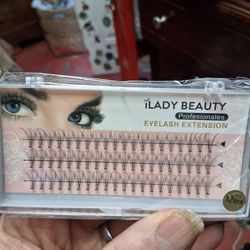 iLADY BEAUTY
Profesionales
EYELASH EXTENSION